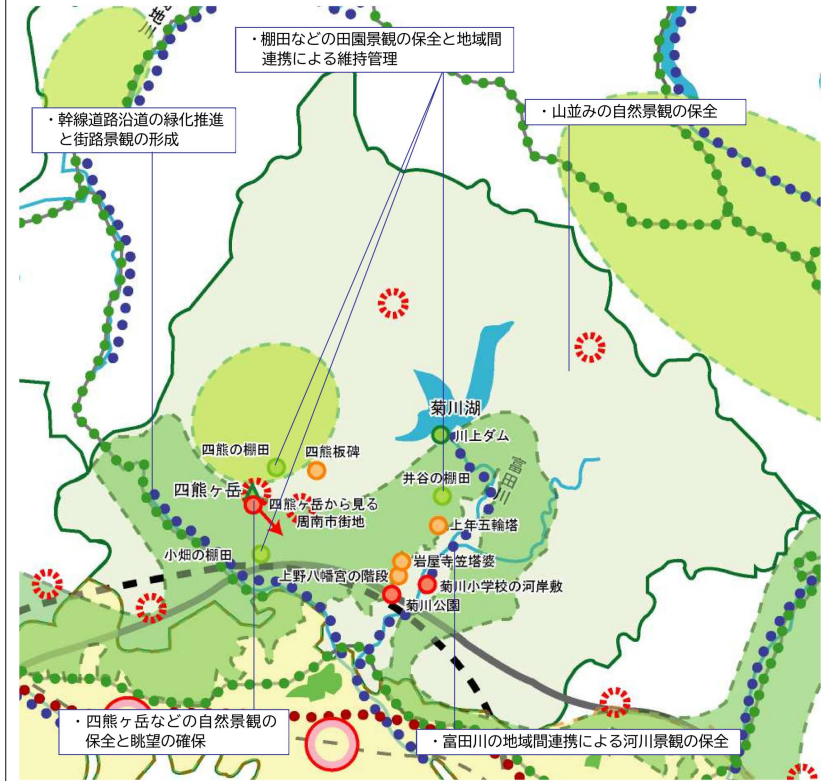 地川
・棚田などの田園景観の保全と地域間
連携による維持管理
・幹線道路沿道の緑化推進
と街路景観の形成
・山並みの自然景観の保全
菊川湖
川上ダム
四熊の棚田
四熊板碑
富田川
井谷の棚田
四熊ヶ岳
四熊ヶ岳から見る
周南市街地
上年五輪塔
小畑の棚田
岩屋寺笠塔婆
上野八幡宮の階段
菊川小学校の河岸敷
菊川公園
・四熊ヶ岳などの自然景観の
保全と眺望の確保
・富田川の地域間連携による河川景観の保全